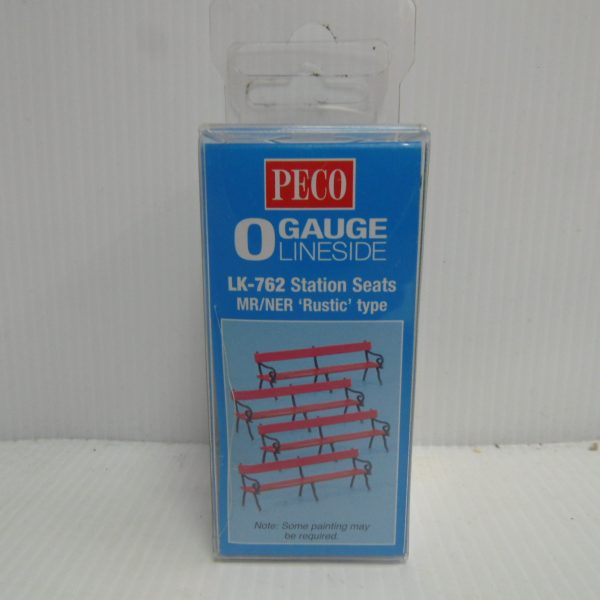 PECO
O GAUGE
LINESIDE
LK-762 Station Seats
MR/NER ‘Rustic’ type
Note: Some painting may
be required.